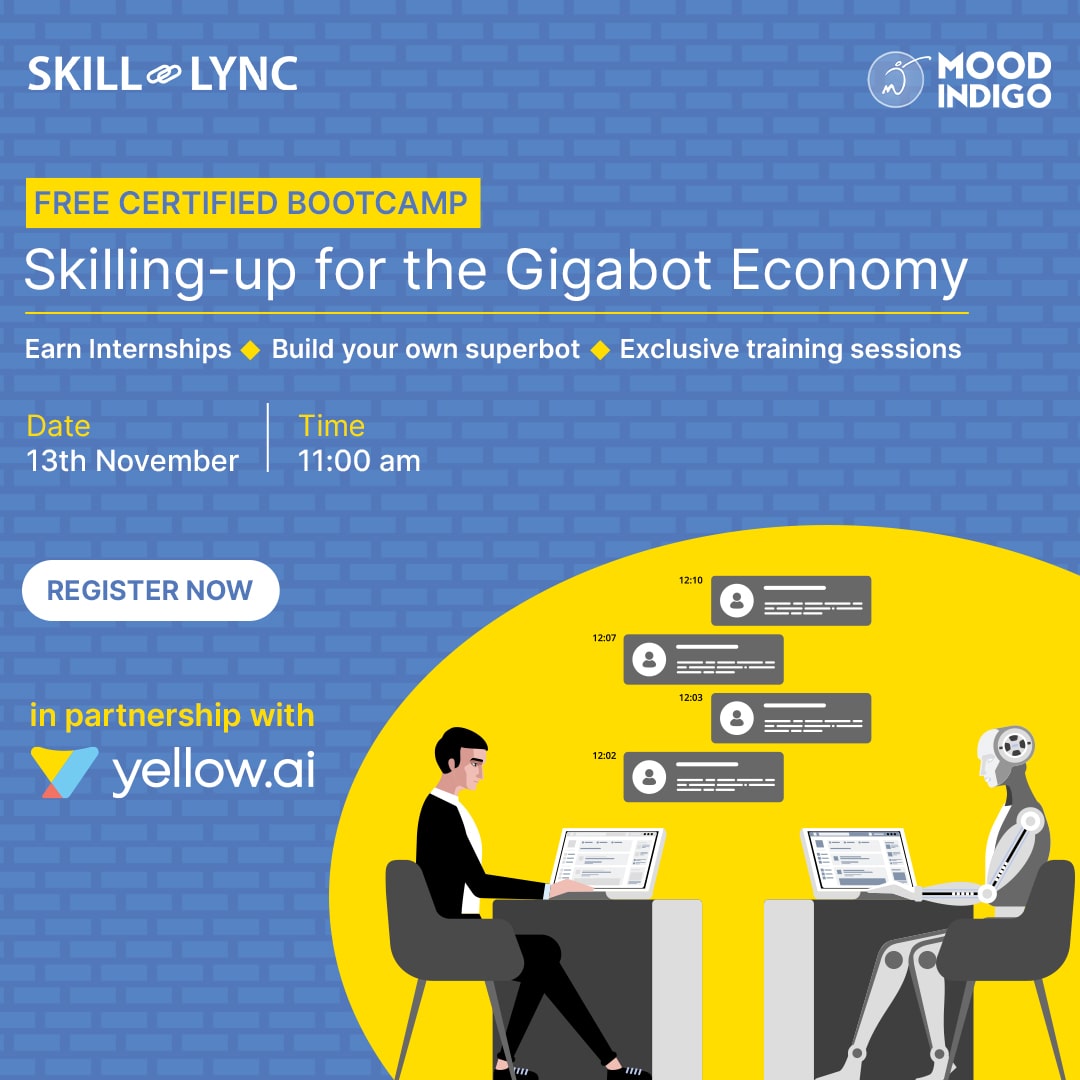 SKILL LYNC
MOOD
INDIGO
FREE CERTIFIED BOOTCAMP
Skilling-up for the Gigabot Economy
Earn Internships ◆ Build your own superbot ◆ Exclusive training sessions
Date
13th November
Time
11:00 am
REGISTER NOW
12:10
12:07
12:03
12:02
in partnership with
yellow.ai